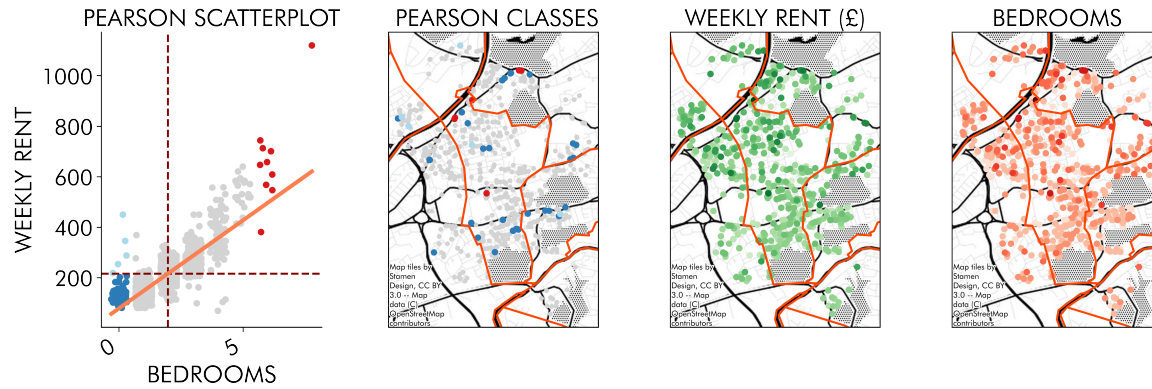 PEARSON SCATTERPLOT
PEARSON CLASSES
WEEKLY RENT (£)
BEDROOMS
WEEKLY RENT
1000
800
600
400
200
0
5
BEDROOMS
Map tiles by
Stamen
Design, CC BY
3.0 -- Map
data (C)
OpenStreetMap
contributors
Map tiles by
Stamen
Design, CC BY
3.0 -- Map
data (C)
OpenStreetMap
contributors
Map tiles by
Stamen
Design, CC BY
3.0 -- Map
data (C)
OpenStreetMap
contributors